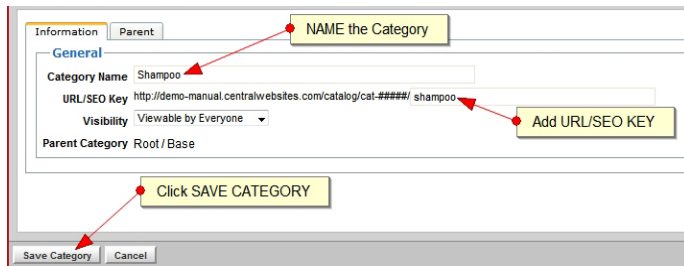 Information Parent NAME the Category
General
Category Name Shampoo
URL/SEO Key http://demo-manual.centralwebsites.com/catalog/cat-#####/ shampoo
Visibility Viewable by Everyone
Add URL/SEO KEY
Parent Category Root / Base
Click SAVE CATEGORY
Save Category Cancel